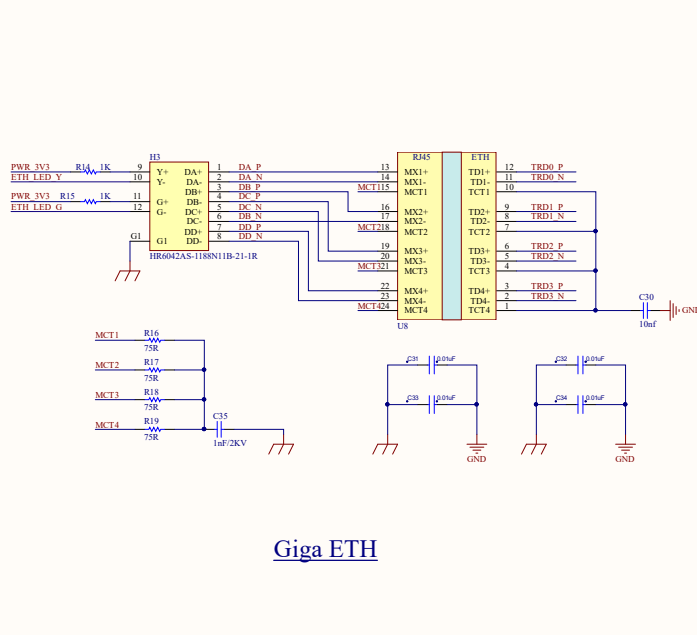 H3
PWR_3V3 R14 1K 9 Y+ DA+ 1 DA_P
ETH_LED_Y 10 Y- DA- 2 DA_N
DB+ 3 DB_P
PWR_3V3 R15 1K 11 G+ DB- 4 DC_P
ETH_LED_G 12 G- DC+ 5 DC_N
DC- 6 DB_N
DD+ 7 DD_P
G1 G1 DD- 8 DD_N
HR6042AS-1188N11B-21-1R
RJ45 ETH
13 MX1+ TD1+ 12 TRD0_P
14 MX1- TD1- 11 TRD0_N
MCT1 15 MCT1 TCT1 10
16 MX2+ TD2+ 9 TRD1_P
17 MX2- TD2- 8 TRD1_N
MCT2 18 MCT2 TCT2 7
19 MX3+ TD3+ 6 TRD2_P
20 MX3- TD3- 5 TRD2_N
MCT3 21 MCT3 TCT3 4
22 MX4+ TD4+ 3 TRD3_P
23 MX4- TD4- 2 TRD3_N
MCT4 24 MCT4 TCT4 1
U8
C30
10nf
GND
MCT1 R16
75R
MCT2 R17
75R
MCT3 R18
75R
MCT4 R19
75R
C35
1nF/2KV
C31 0.01uF
C33 0.01uF
GND
C32 0.01uF
C34 0.01uF
GND
Giga ETH